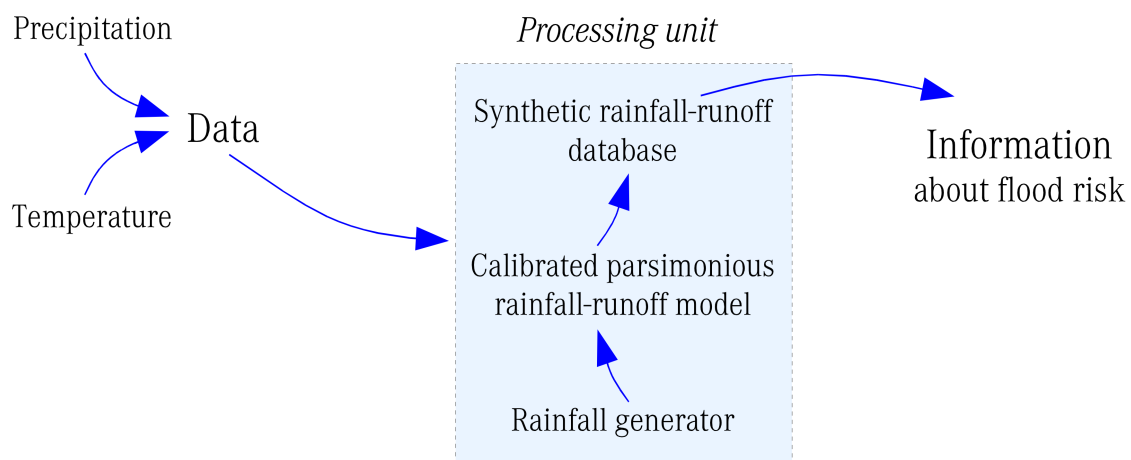 Precipitation
Temperature
Data
Processing unit
Synthetic rainfall-runoff
database
Calibrated parsimonious
rainfall-runoff model
Rainfall generator
Information
about flood risk